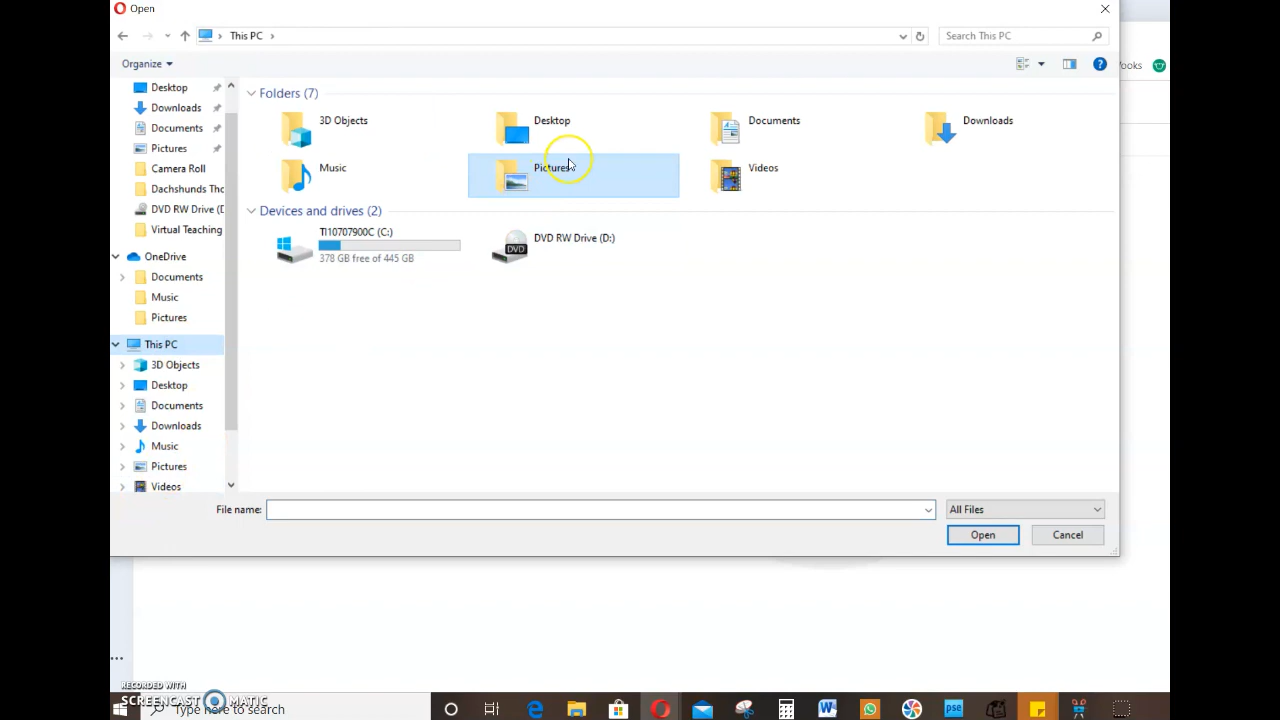 Open
This PC
Search This PC
Organize
ooks
Desktop
Downloads
Documents
Pictures
Camera Roll
Dachshunds Tho
DVD RW Drive (D
Virtual Teaching
OneDrive
Documents
Music
Pictures
This PC
3D Objects
Desktop
Documents
Downloads
Music
Pictures
Videos
Folders (7)
3D Objects
Desktop
Documents
Downloads
Music
Pictures
Videos
Devices and drives (2)
TI10707900C (C:)
378 GB free of 445 GB
DVD RW Drive (D:)
DVD
File name:
All Files
Open
Cancel
RECORDED WITH
SCREENCAST MATIC
Type here to search
pse